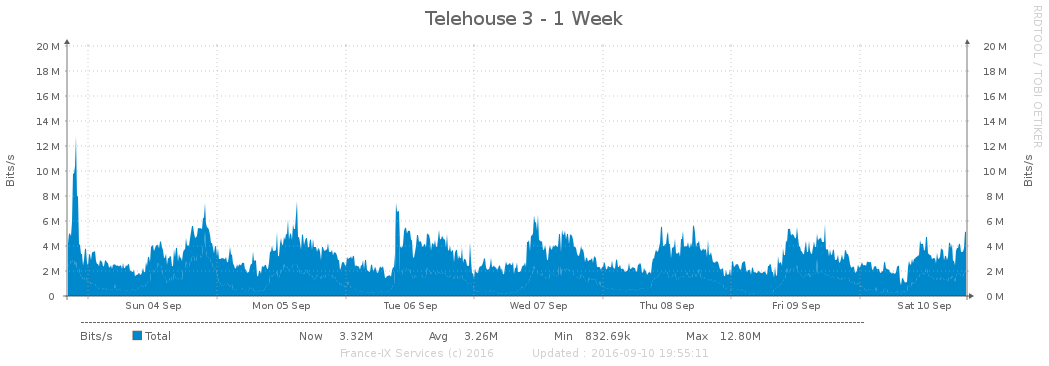 Telehouse 3 - 1 Week
RRDTOOL / TOBI OETIKER
Bits/s
Bits/s
20 M 20 M
18 M 18 M
16 M 16 M
14 M 14 M
12 M 12 M
10 M 10 M
8 M 8 M
6 M 6 M
4 M 4 M
2 M 2 M
0 0 M
Sun 04 Sep Mon 05 Sep Tue 06 Sep Wed 07 Sep Thu 08 Sep Fri 09 Sep Sat 10 Sep
Bits/s Total Now 3.32M Avg 3.26M Min 832.69k Max 12.80M
France-IX Services (c) 2016 Updated : 2016-09-10 19:55:11